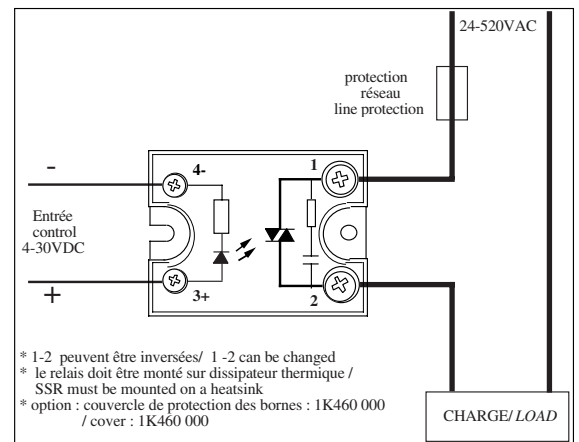 24-520VAC
protection
réseau
line protection
-
4-
1
Entrée
control
4-30VDC
+
3+
2
* 1-2 peuvent être inversées/ 1 -2 can be changed
* le relais doit être monté sur dissipateur thermique /
SSR must be mounted on a heatsink
* option : couvercle de protection des bornes : 1K460 000
/ cover : 1K460 000
CHARGE/ LOAD